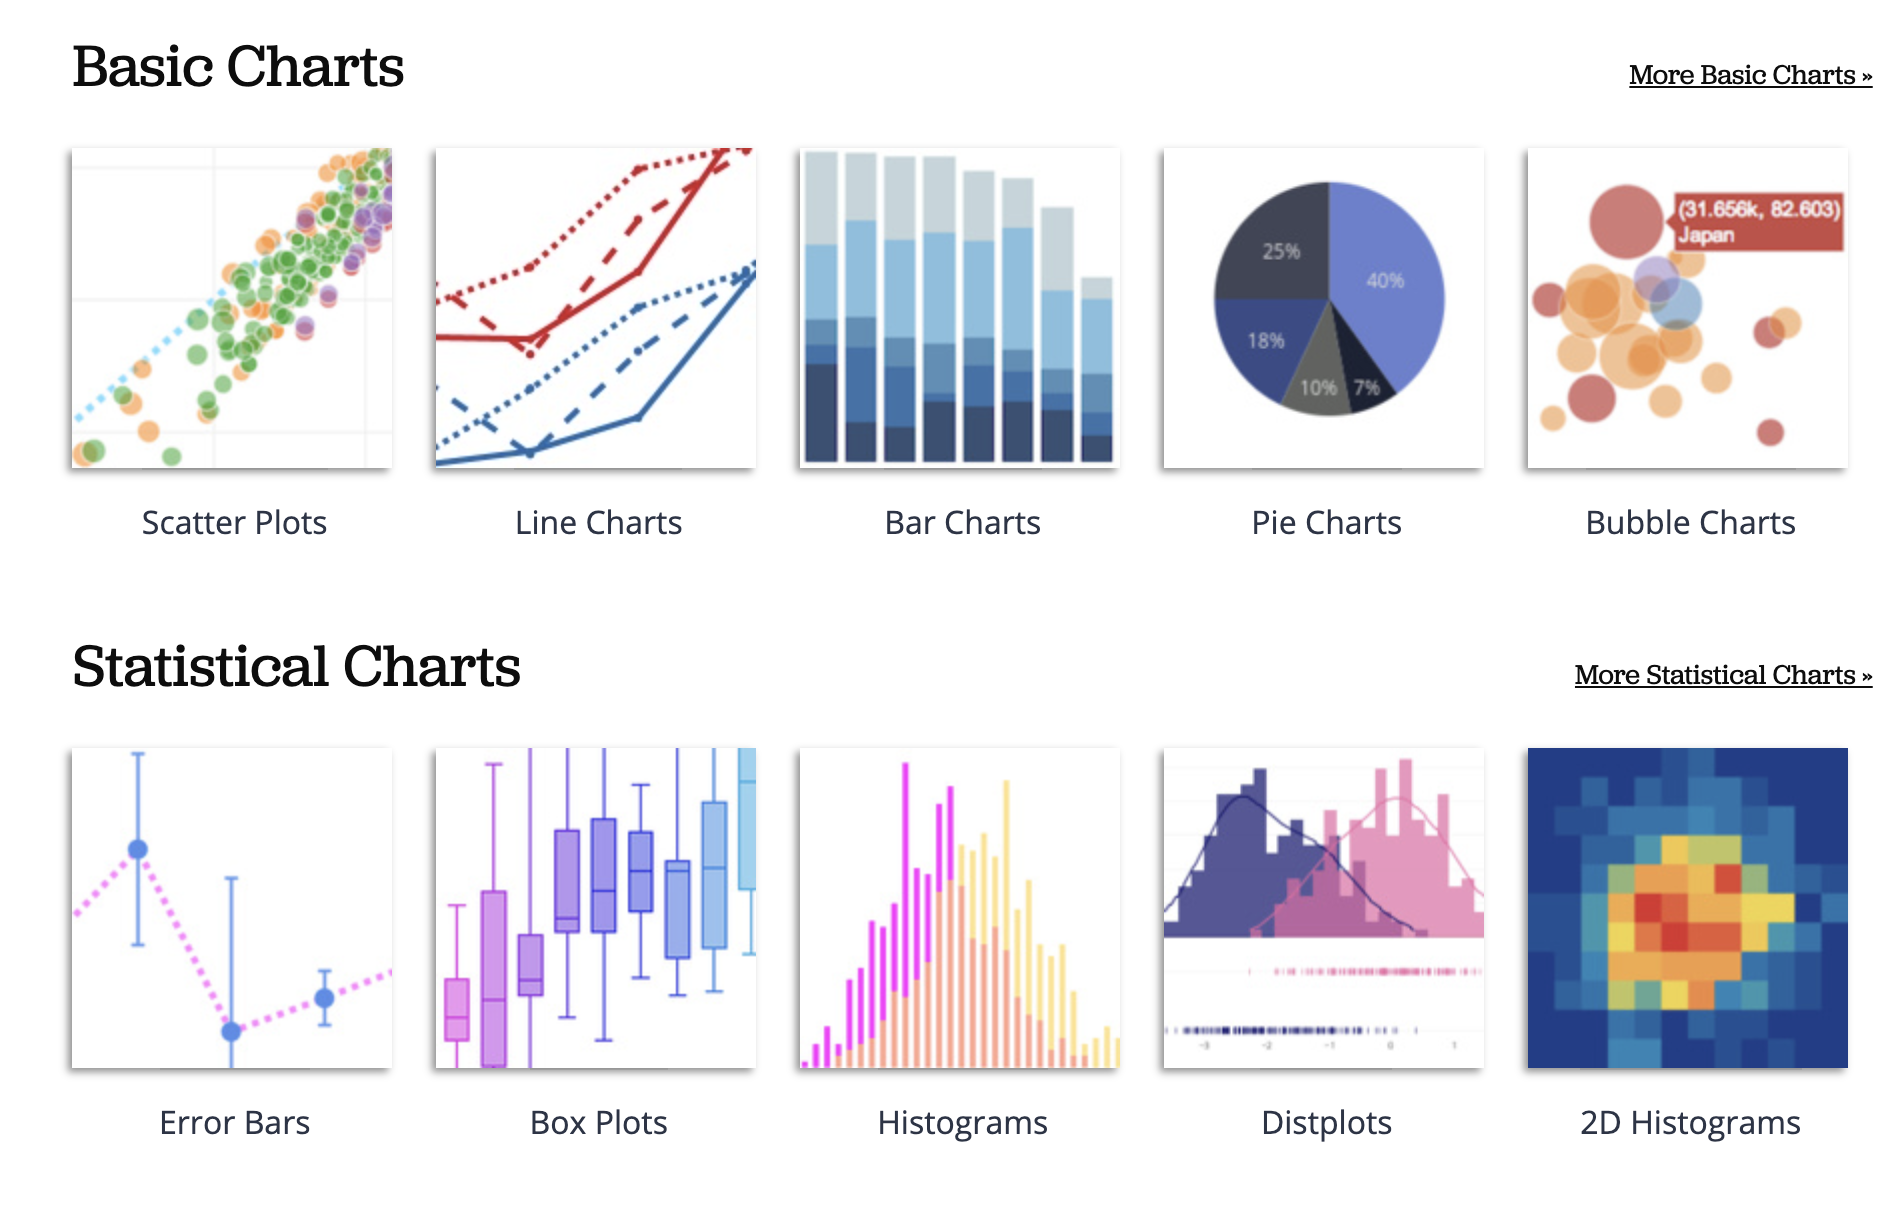 Basic Charts
More Basic Charts »
25%
40%
18%
10%
7%
(31.656k, 82.603)
Japan
Scatter Plots
Line Charts
Bar Charts
Pie Charts
Bubble Charts
Statistical Charts
More Statistical Charts »
−3
−2
−1
0
1
Error Bars
Box Plots
Histograms
Distplots
2D Histograms